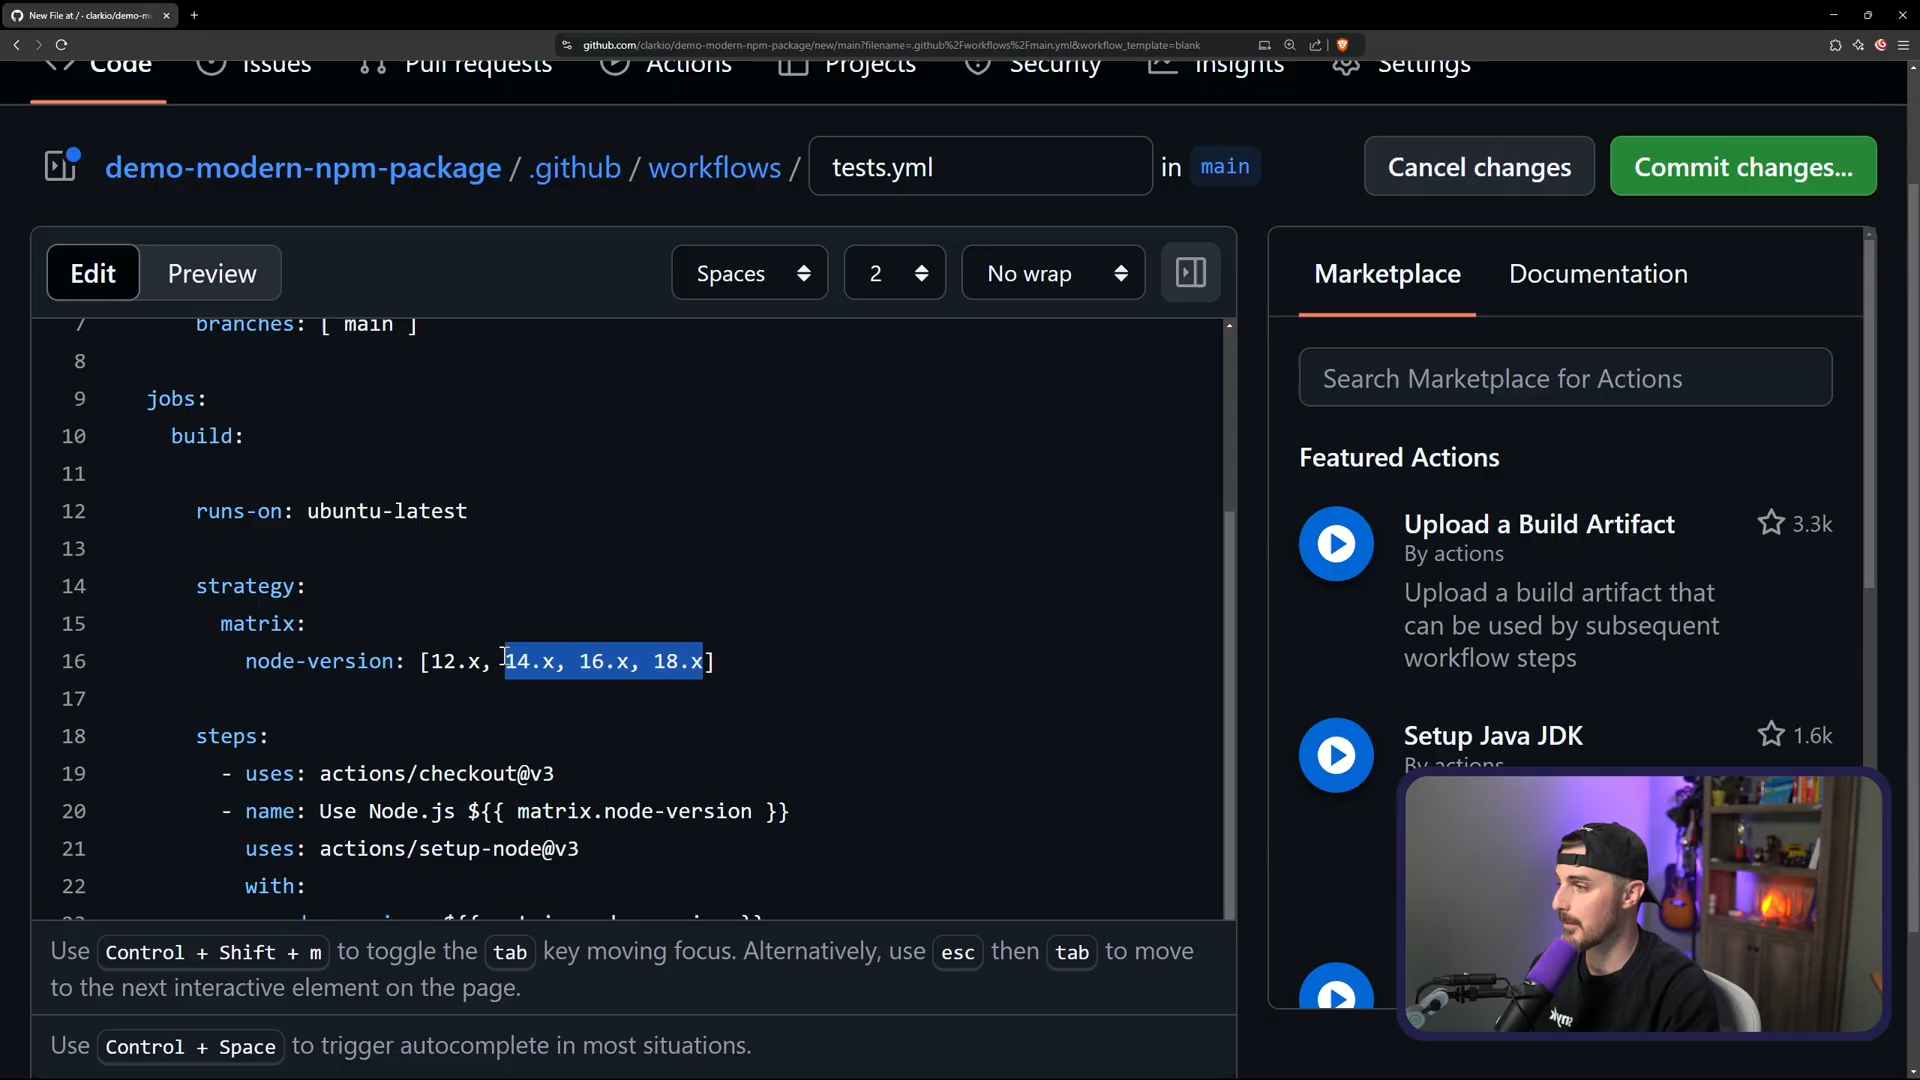 New File at / · clarkio/demo-m
github.com/clarkio/demo-modern-npm-package/new/main?filename=.github%2Fworkflows%2Fmain.yml&workflow_template=blank
Code Issues Pull requests Actions Projects Security Insights Settings
demo-modern-npm-package / .github / workflows / tests.yml in main Cancel changes Commit changes...
Edit Preview Spaces 2 No wrap
7 branches: [ main ]
8
9 jobs:
10 build:
11
12 runs-on: ubuntu-latest
13
14 strategy:
15 matrix:
16 node-version: [12.x, 14.x, 16.x, 18.x]
17
18 steps:
19 - uses: actions/checkout@v3
20 - name: Use Node.js ${{ matrix.node-version }}
21 uses: actions/setup-node@v3
22 with:
Use Control + Shift + m to toggle the tab key moving focus. Alternatively, use esc then tab to move
to the next interactive element on the page.
Use Control + Space to trigger autocomplete in most situations.
Marketplace Documentation
Search Marketplace for Actions
Featured Actions
Upload a Build Artifact 3.3k
By actions
Upload a build artifact that
can be used by subsequent
workflow steps
Setup Java JDK 1.6k
By actions
snyk